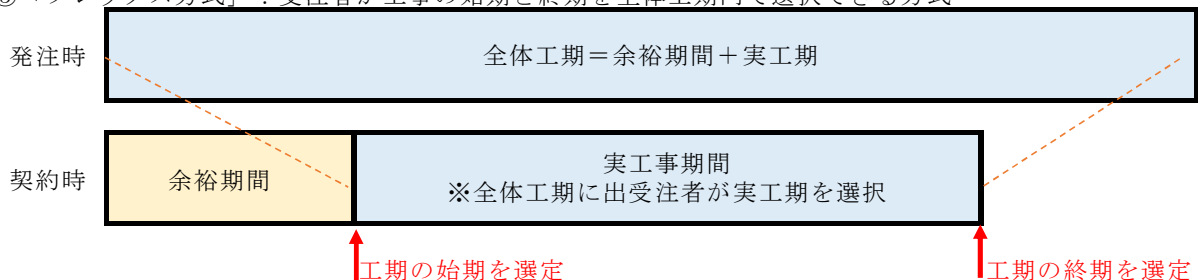 「フレックス方式」：受注者が工事の始期と終期を全体工期内で選択できる方式
発注時
全体工期＝余裕期間＋実工期
契約時
余裕期間
実工事期間
※全体工期に出受注者が実工期を選択
工期の始期を選定
工期の終期を選定